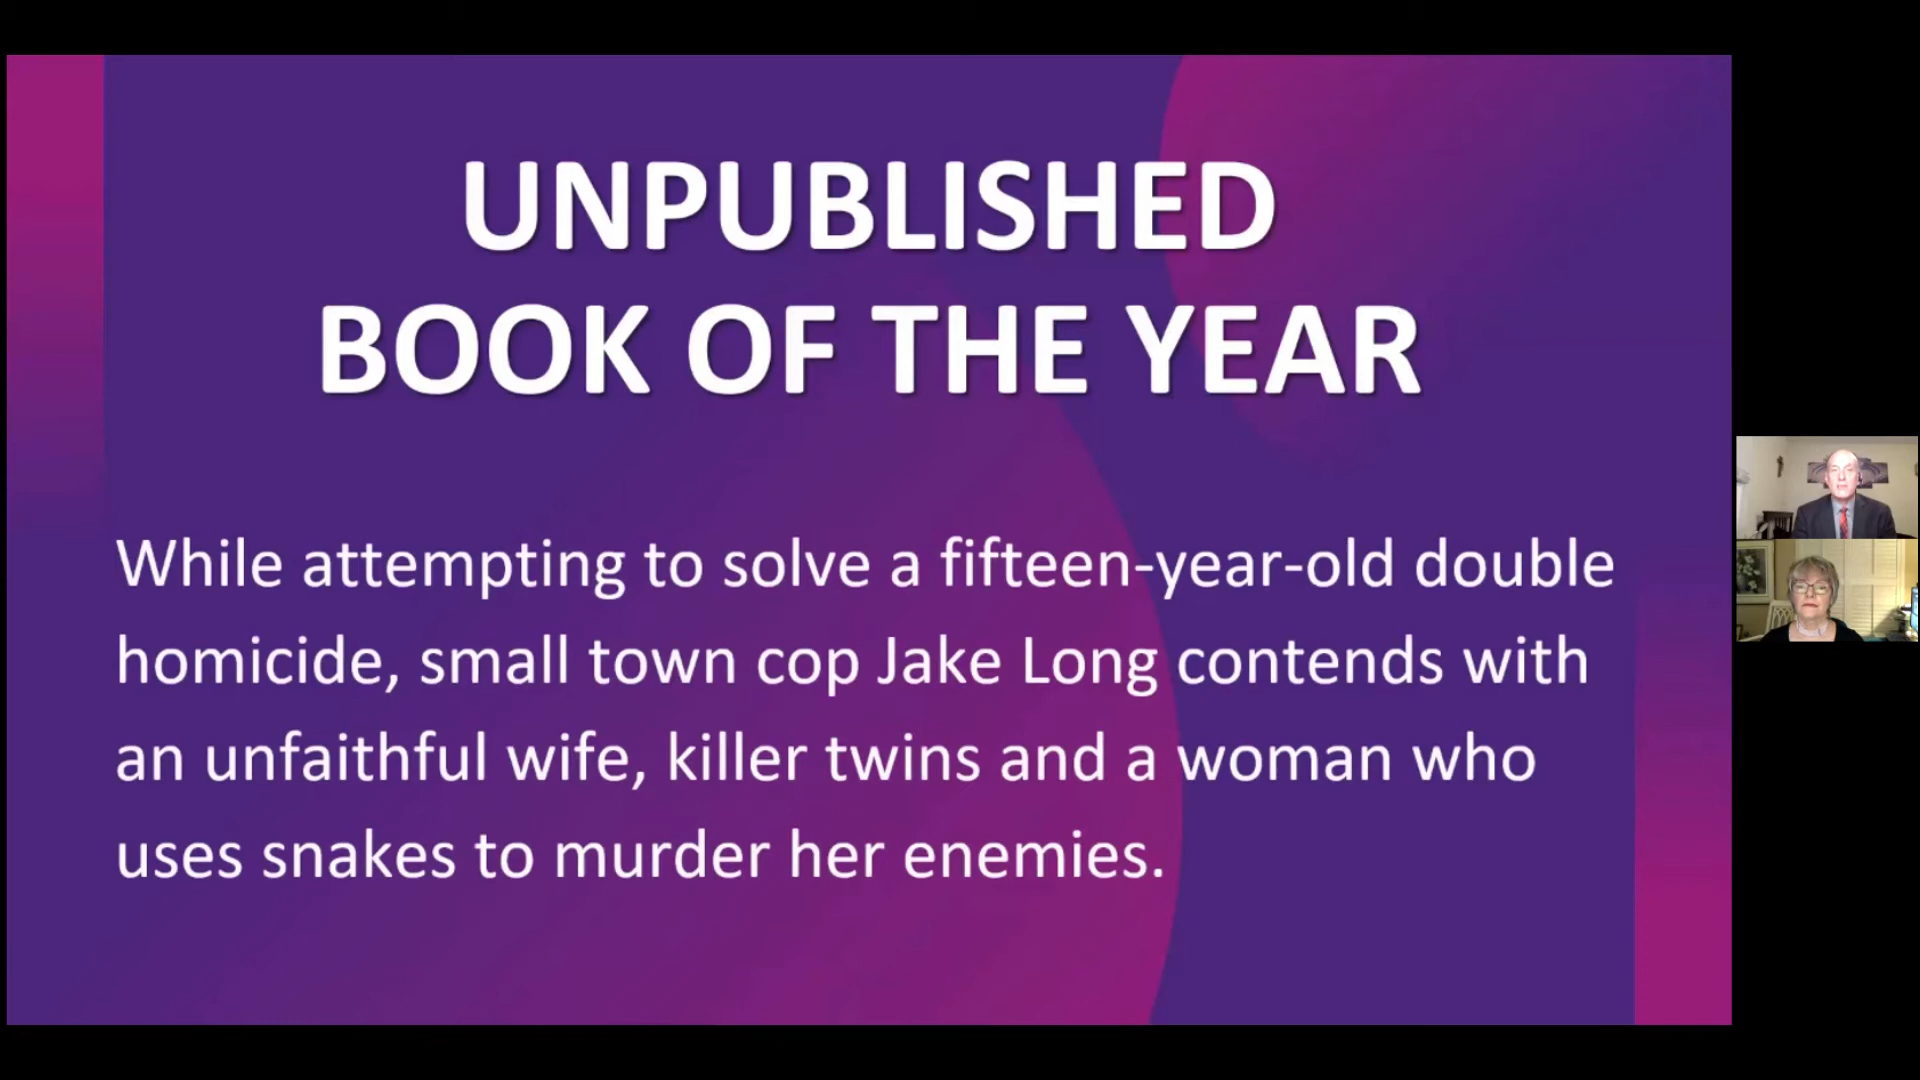 UNPUBLISHED
BOOK OF THE YEAR
While attempting to solve a fifteen-year-old double
homicide, small town cop Jake Long contends with
an unfaithful wife, killer twins and a woman who
uses snakes to murder her enemies.